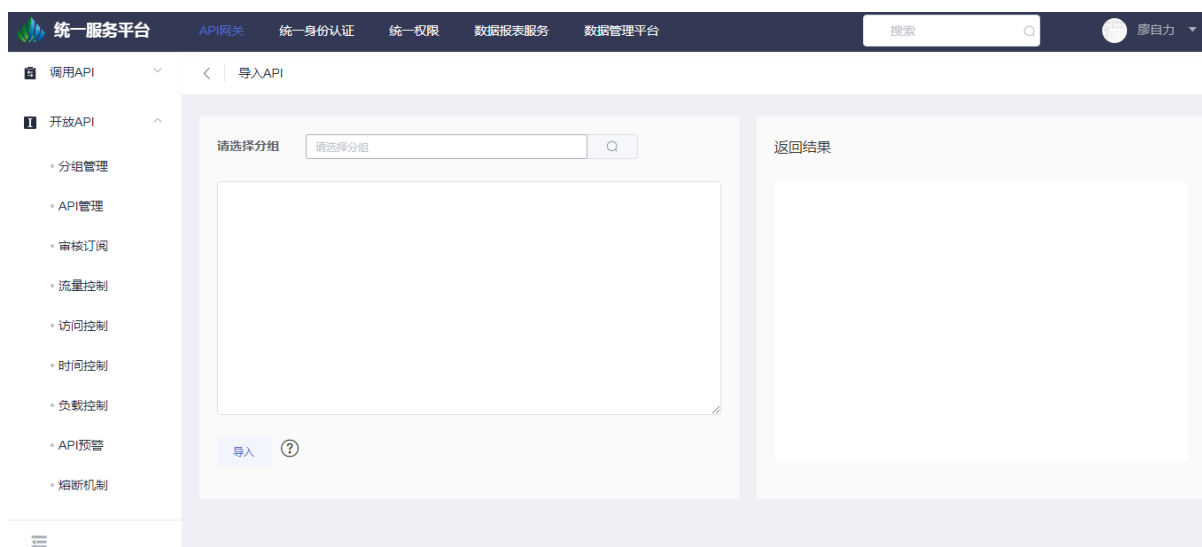 统一服务平台 API网关 统一身份认证 统一权限 数据报表服务 数据管理平台 搜索 廖自力
调用API
导入API
开放API
请选择分组 请选择分组
返回结果
分组管理
API管理
审核订阅
流量控制
访问控制
时间控制
负载控制
API预警
导入 ?
熔断机制